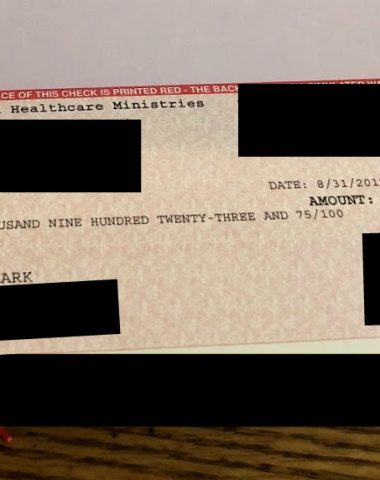 CE OF THIS CHECK IS PRINTED RED - THE BACK
Healthcare Ministries
DATE: 8/31/201
AMOUNT:
USAND NINE HUNDRED TWENTY-THREE AND 75/100
ARK